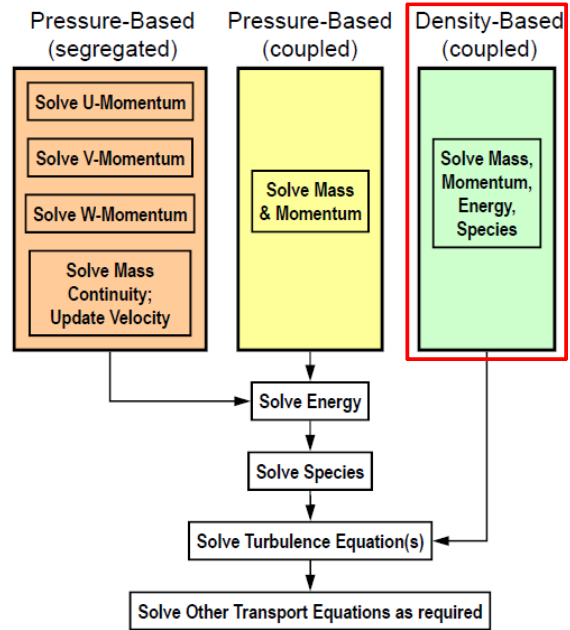 Pressure-Based
(segregated)
Pressure-Based
(coupled)
Density-Based
(coupled)
Solve U-Momentum
Solve V-Momentum
Solve W-Momentum
Solve Mass
Continuity;
Update Velocity
Solve Mass
& Momentum
Solve Mass,
Momentum,
Energy,
Species
Solve Energy
Solve Species
Solve Turbulence Equation(s)
Solve Other Transport Equations as required